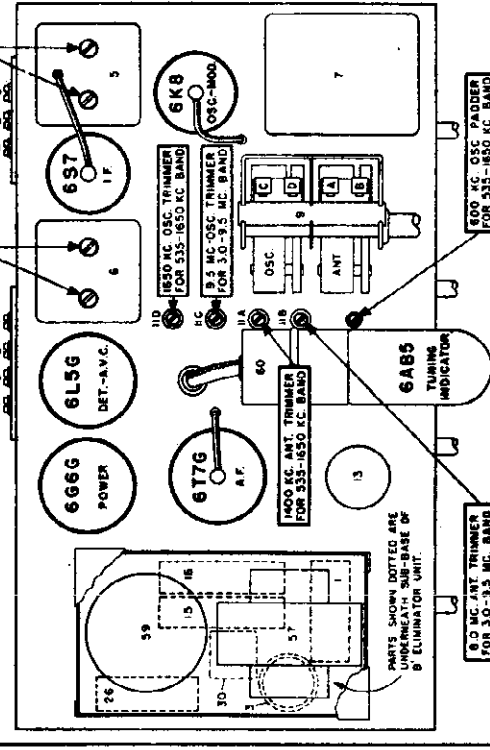 5
6S7
I.F.
6
6L5G
DET.-A.V.C.
6G6G
POWER
6K8
OSC.-MOD.
7
1650 KC. OSC. TRIMMER
FOR 535-1650 KC. BAND
9.5 MC-OSC. TRIMMER
FOR 3.0-9.5 MC. BAND
11D
11C
11A
11B
OSC.
ANT.
C
D
A
B
9
600 KC. OSC. PADDER
FOR 535-1650 KC. BAND
60
6AB5
TUNING
INDICATOR
6T7G
A.F.
1400 KC. ANT. TRIMMER
FOR 535-1650 KC. BAND
13
8.0 MC. ANT. TRIMMER
FOR 3.0-9.5 MC. BAND
59
26
16
15
30
57
3
1
PARTS SHOWN DOTTED ARE
UNDERNEATH SUB-BASE OF
'B' ELIMINATOR UNIT.